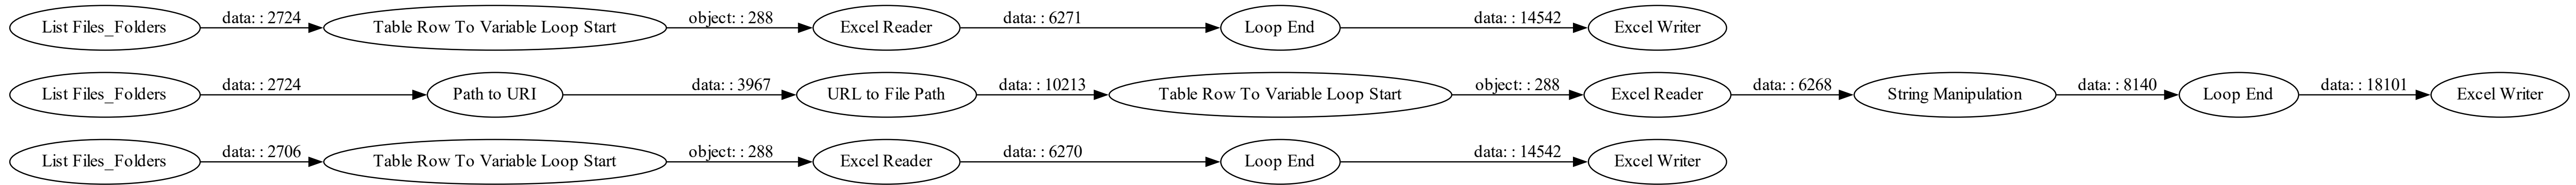 List Files_Folders data: : 2724 Table Row To Variable Loop Start object: : 288 Excel Reader data: : 6271 Loop End data: : 14542 Excel Writer
List Files_Folders data: : 2724 Path to URI data: : 3967 URL to File Path data: : 10213 Table Row To Variable Loop Start object: : 288 Excel Reader data: : 6268 String Manipulation data: : 8140 Loop End data: : 18101 Excel Writer
List Files_Folders data: : 2706 Table Row To Variable Loop Start object: : 288 Excel Reader data: : 6270 Loop End data: : 14542 Excel Writer